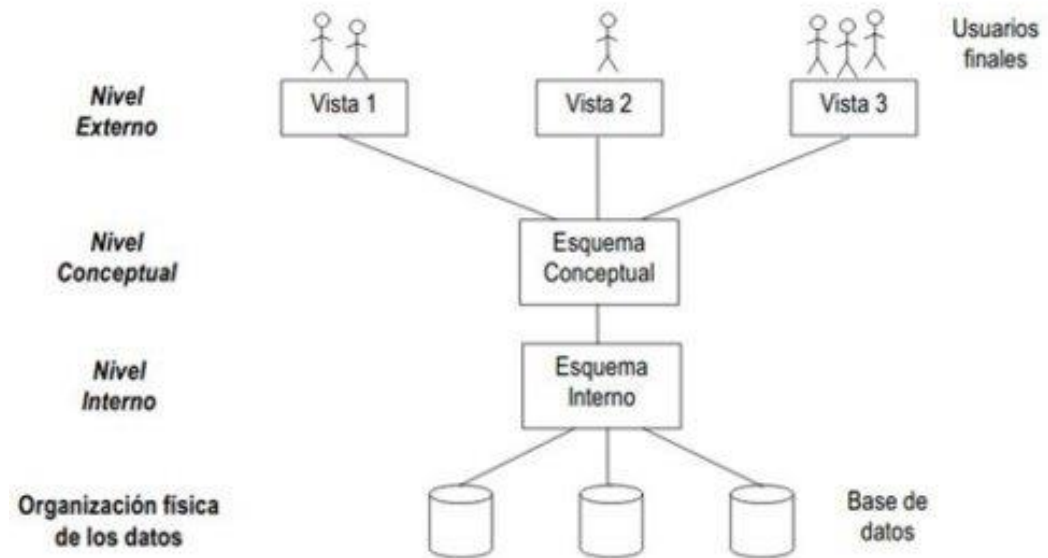 Usuarios
finales
Nivel
Externo
Vista 1
Vista 2
Vista 3
Nivel
Conceptual
Esquema
Conceptual
Nivel
Interno
Esquema
Interno
Organización física
de los datos
Base de
datos